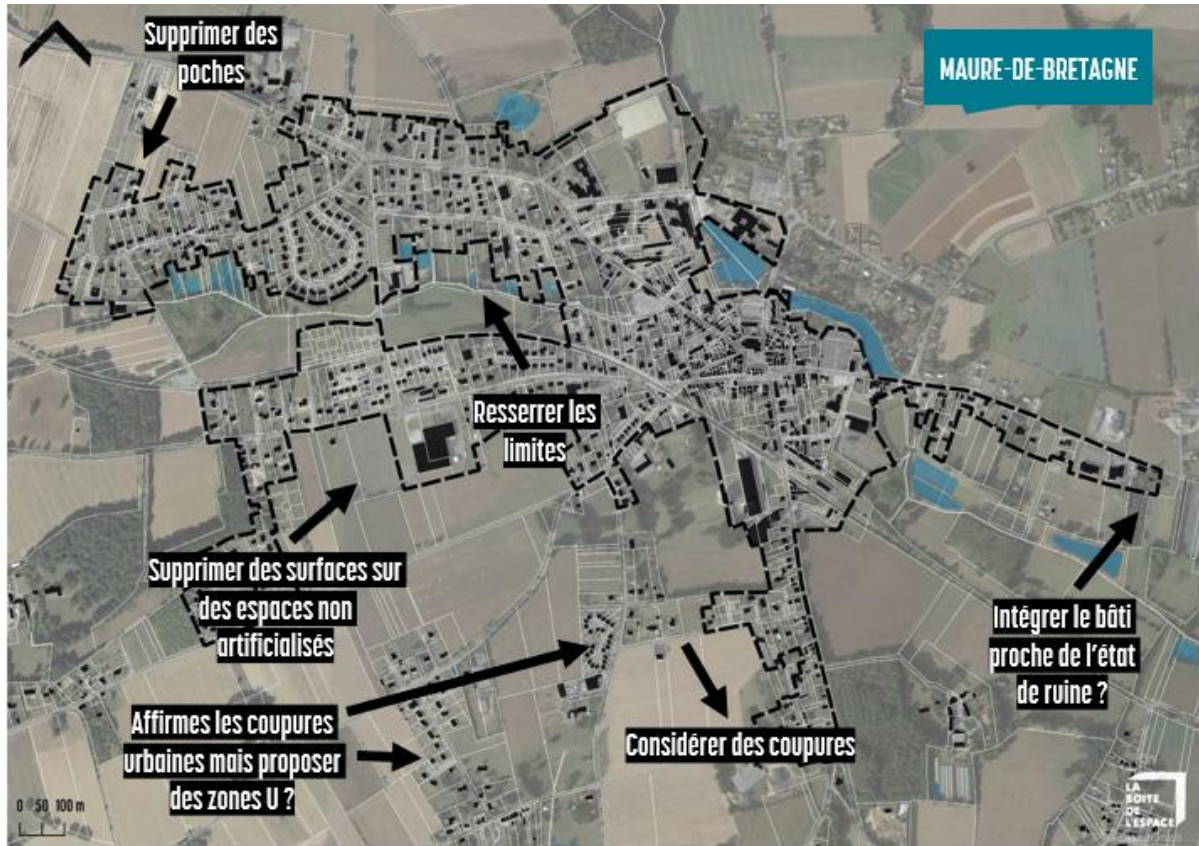 Supprimer des
poches
MAURE-DE-BRETAGNE
Resserrer les
limites
Supprimer des surfaces sur
des espaces non
artificialisés
Intégrer le bâti
proche de l'état
de ruine ?
Affirmes les coupures
urbaines mais proposer
des zones U ?
Considérer des coupures
0 50 100 m
LA
BOITE
DE
L'ESPACE